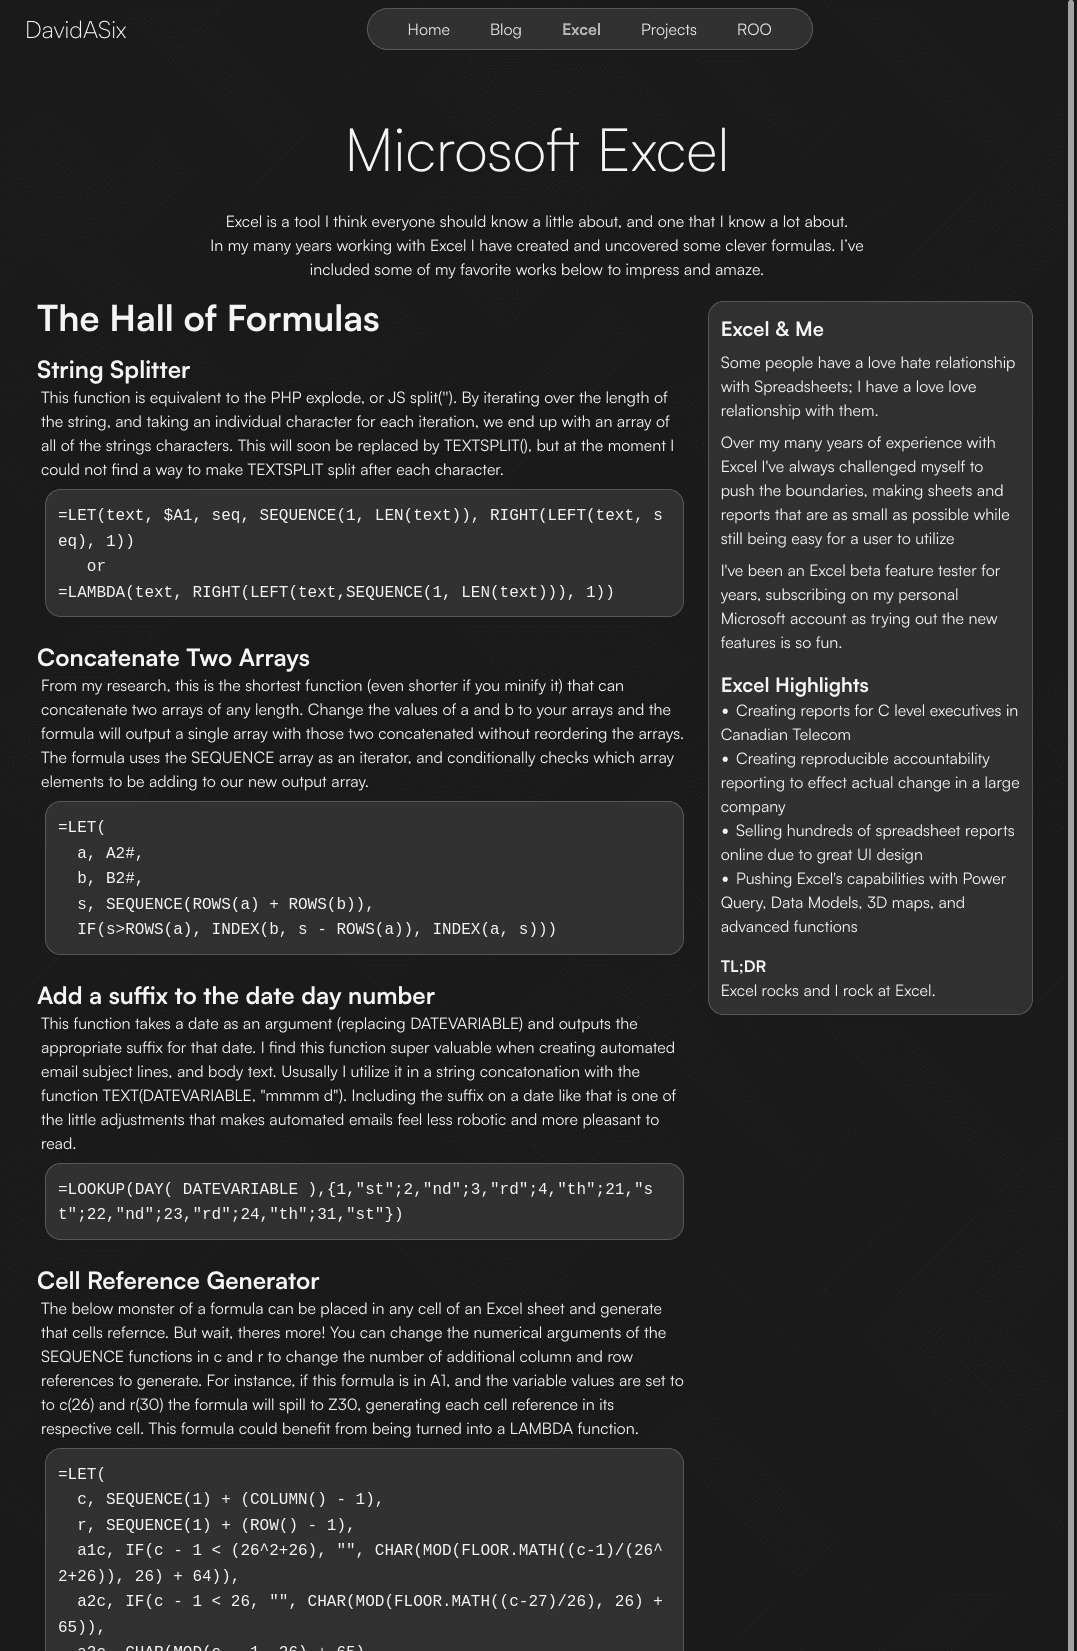 DavidASix
Home Blog Excel Projects ROO
Microsoft Excel
Excel is a tool I think everyone should know a little about, and one that I know a lot about.
In my many years working with Excel I have created and uncovered some clever formulas. I've
included some of my favorite works below to impress and amaze.
The Hall of Formulas
String Splitter
This function is equivalent to the PHP explode, or JS split(''). By iterating over the length of
the string, and taking an individual character for each iteration, we end up with an array of
all of the strings characters. This will soon be replaced by TEXTSPLIT(), but at the moment I
could not find a way to make TEXTSPLIT split after each character.
=LET(text, $A1, seq, SEQUENCE(1, LEN(text)), RIGHT(LEFT(text, s
eq), 1))
or
=LAMBDA(text, RIGHT(LEFT(text,SEQUENCE(1, LEN(text))), 1))
Concatenate Two Arrays
From my research, this is the shortest function (even shorter if you minify it) that can
concatenate two arrays of any length. Change the values of a and b to your arrays and the
formula will output a single array with those two concatenated without reordering the arrays.
The formula uses the SEQUENCE array as an iterator, and conditionally checks which array
elements to be adding to our new output array.
=LET(
a, A2#,
b, B2#,
s, SEQUENCE(ROWS(a) + ROWS(b)),
IF(s>ROWS(a), INDEX(b, s - ROWS(a)), INDEX(a, s)))
Add a suffix to the date day number
This function takes a date as an argument (replacing DATEVARIABLE) and outputs the
appropriate suffix for that date. I find this function super valuable when creating automated
email subject lines, and body text. Ususally I utilize it in a string concatonation with the
function TEXT(DATEVARIABLE, "mmmm d"). Including the suffix on a date like that is one of
the little adjustments that makes automated emails feel less robotic and more pleasant to
read.
=LOOKUP(DAY( DATEVARIABLE ),{1,"st";2,"nd";3,"rd";4,"th";21,"s
t";22,"nd";23,"rd";24,"th";31,"st"})
Cell Reference Generator
The below monster of a formula can be placed in any cell of an Excel sheet and generate
that cells refernce. But wait, theres more! You can change the numerical arguments of the
SEQUENCE functions in c and r to change the number of additional column and row
references to generate. For instance, if this formula is in A1, and the variable values are set to
to c(26) and r(30) the formula will spill to Z30, generating each cell reference in its
respective cell. This formula could benefit from being turned into a LAMBDA function.
=LET(
c, SEQUENCE(1) + (COLUMN() - 1),
r, SEQUENCE(1) + (ROW() - 1),
a1c, IF(c - 1 < (26^2+26), "", CHAR(MOD(FLOOR.MATH((c-1)/(26^
2+26)), 26) + 64)),
a2c, IF(c - 1 < 26, "", CHAR(MOD(FLOOR.MATH((c-27)/26), 26) +
65)),
Excel & Me
Some people have a love hate relationship
with Spreadsheets; I have a love love
relationship with them.
Over my many years of experience with
Excel I've always challenged myself to
push the boundaries, making sheets and
reports that are as small as possible while
still being easy for a user to utilize
I've been an Excel beta feature tester for
years, subscribing on my personal
Microsoft account as trying out the new
features is so fun.
Excel Highlights
• Creating reports for C level executives in
Canadian Telecom
• Creating reproducible accountability
reporting to effect actual change in a large
company
• Selling hundreds of spreadsheet reports
online due to great UI design
• Pushing Excel's capabilities with Power
Query, Data Models, 3D maps, and
advanced functions
TL;DR
Excel rocks and I rock at Excel.